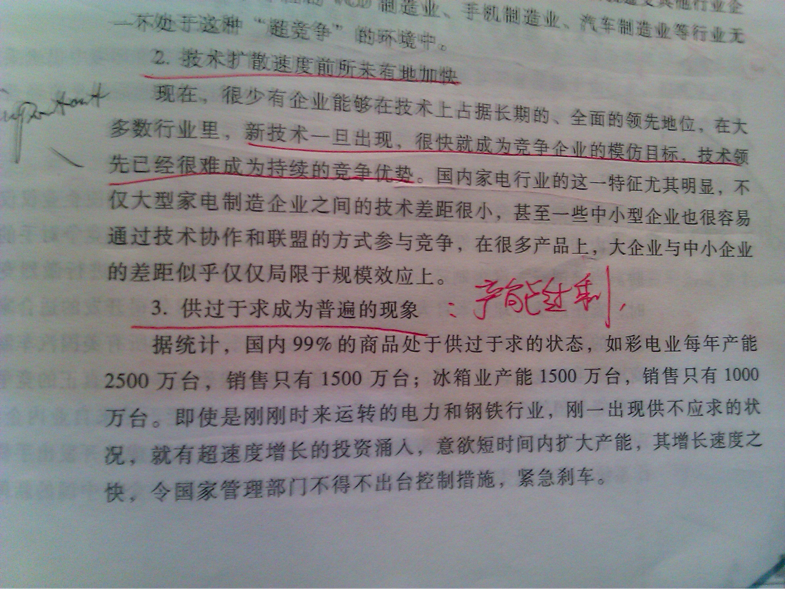 制造业、手机制造业、汽车制造业等行业无
一不处于这种“超竞争”的环境中。
2. 技术扩散速度前所未有地加快
现在，很少有企业能够在技术上占据长期的、全面的领先地位，在大
多数行业里，新技术一旦出现，很快就成为竞争企业的模仿目标，技术领
先已经很难成为持续的竞争优势。国内家电行业的这一特征尤其明显，不
仅大型家电制造企业之间的技术差距很小，甚至一些中小型企业也很容易
通过技术协作和联盟的方式参与竞争，在很多产品上，大企业与中小企业
的差距似乎仅仅局限于规模效应上。
3. 供过于求成为普遍的现象：产能过剩，
据统计，国内99%的商品处于供过于求的状态，如彩电业每年产能
2500万台，销售只有1500万台；冰箱业产能1500万台，销售只有1000
万台。即使是刚刚时来运转的电力和钢铁行业，刚一出现供不应求的状
况，就有超速度增长的投资涌入，意欲短时间内扩大产能，其增长速度之
快，令国家管理部门不得不出台控制措施，紧急刹车。